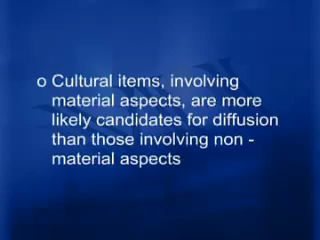 o Cultural items, involving
material aspects, are more
likely candidates for diffusion
than those involving non -
material aspects